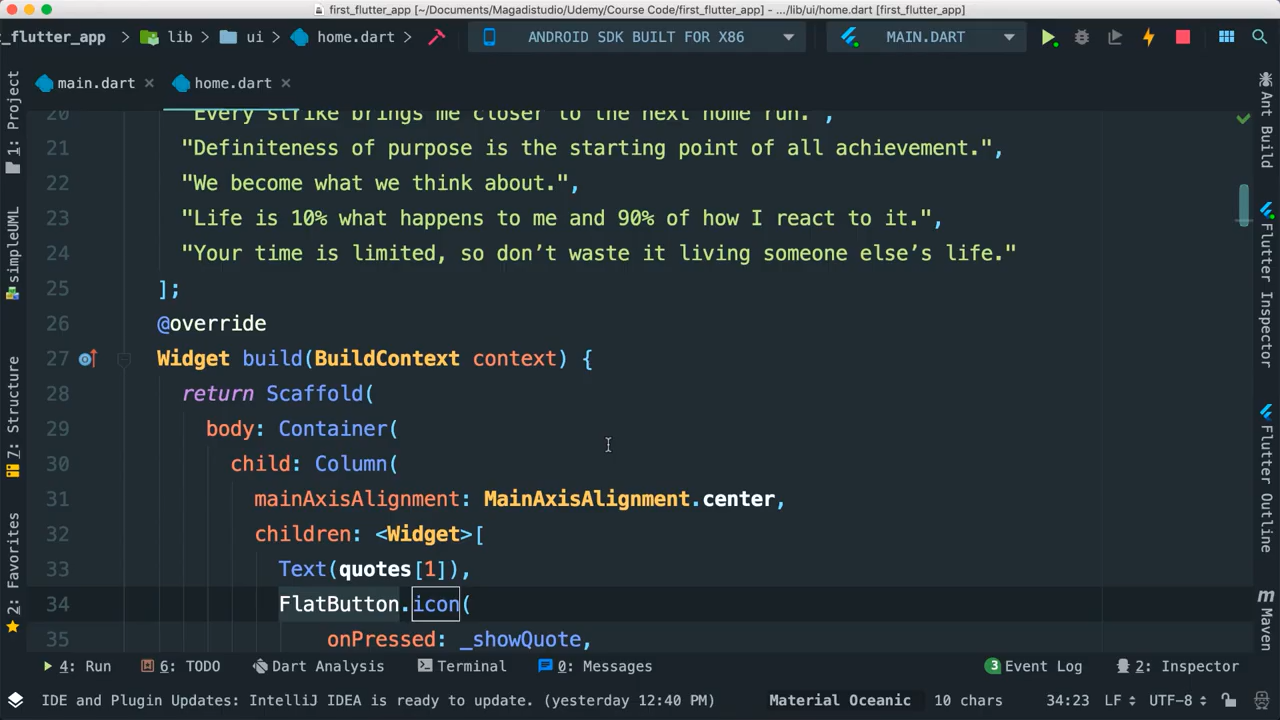 first_flutter_app [~/Documents/Magadistudio/Udemy/Course Code/first_flutter_app] - .../lib/ui/home.dart [first_flutter_app]
t_flutter_app lib ui home.dart ANDROID SDK BUILT FOR X86 MAIN.DART
main.dart home.dart
20 "Every strike brings me closer to the next home run.",
21 "Definiteness of purpose is the starting point of all achievement.",
22 "We become what we think about.",
23 "Life is 10% what happens to me and 90% of how I react to it.",
24 "Your time is limited, so don’t waste it living someone else’s life."
25 ];
26 @override
27 Widget build(BuildContext context) {
28 return Scaffold(
29 body: Container(
30 child: Column(
31 mainAxisAlignment: MainAxisAlignment.center,
32 children: <Widget>[
33 Text(quotes[1]),
34 FlatButton.icon(
35 onPressed: _showQuote,
1: Project
simpleUML
7: Structure
2: Favorites
Ant Build
Flutter Inspector
Flutter Outline
m Maven
4: Run 6: TODO Dart Analysis Terminal 0: Messages 3 Event Log 2: Inspector
IDE and Plugin Updates: IntelliJ IDEA is ready to update. (yesterday 12:40 PM) Material Oceanic 10 chars 34:23 LF UTF-8